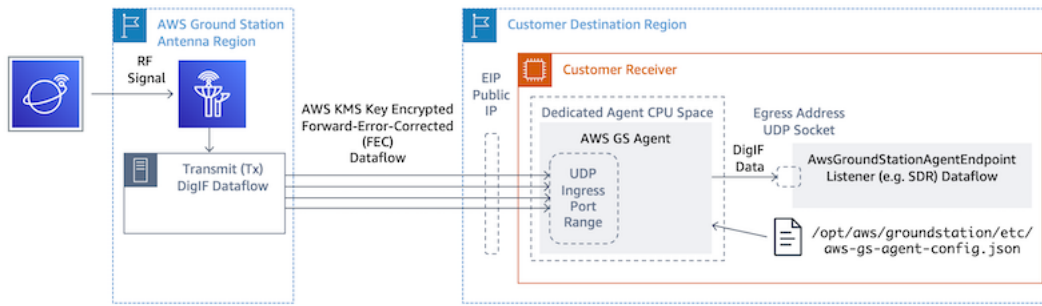 AWS Ground Station
Antenna Region
RF
Signal
Transmit (Tx)
DigIF Dataflow
AWS KMS Key Encrypted
Forward-Error-Corrected
(FEC)
Dataflow
Customer Destination Region
EIP
Public
IP
Customer Receiver
Dedicated Agent CPU Space
AWS GS Agent
UDP
Ingress
Port
Range
DigIF
Data
Egress Address
UDP Socket
AwsGroundStationAgentEndpoint
Listener (e.g. SDR) Dataflow
/opt/aws/groundstation/etc/
aws-gs-agent-config.json